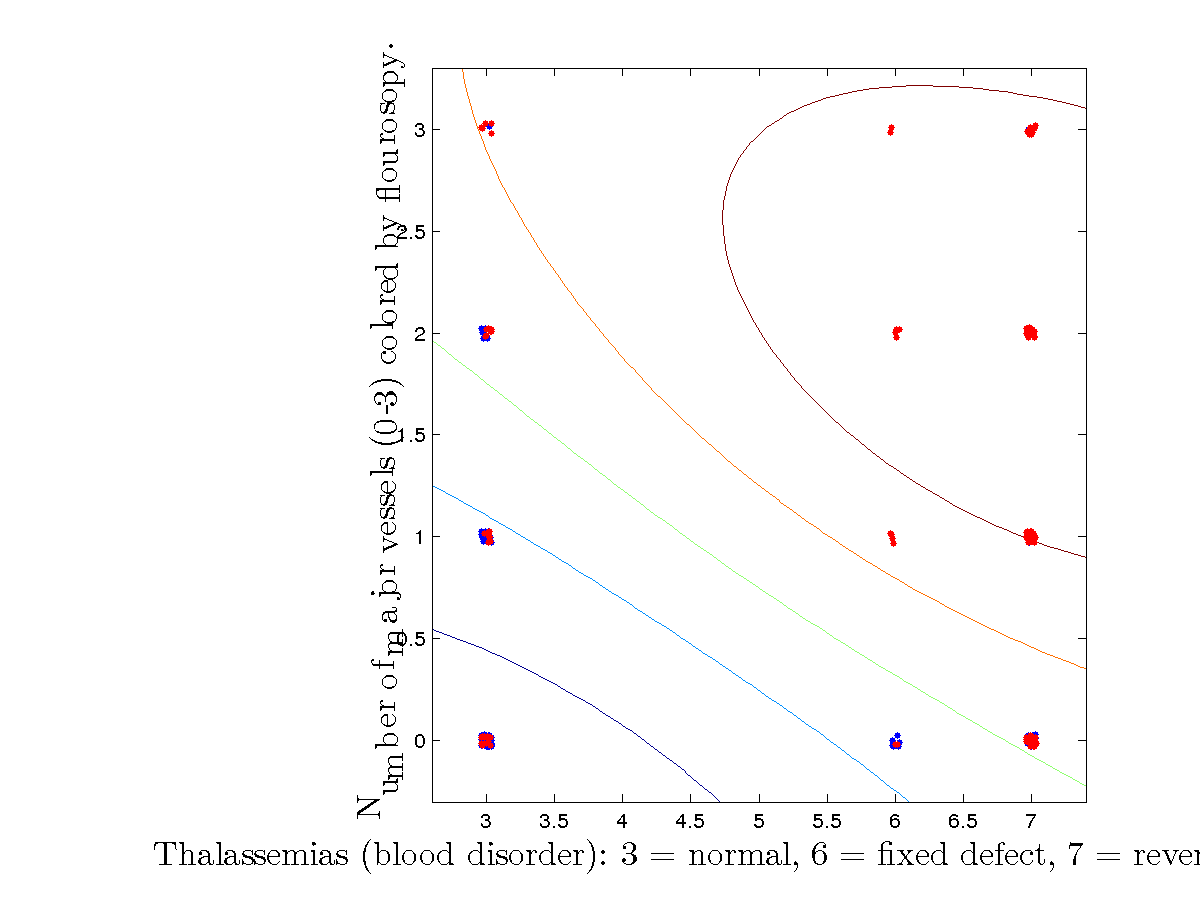 Number of major vessels (0-3) colored by flourosopy.
3
2.5
2
1.5
1
0.5
0
3 3.5 4 4.5 5 5.5 6 6.5 7
Thalassemias (blood disorder): 3 = normal, 6 = fixed defect, 7 = rever